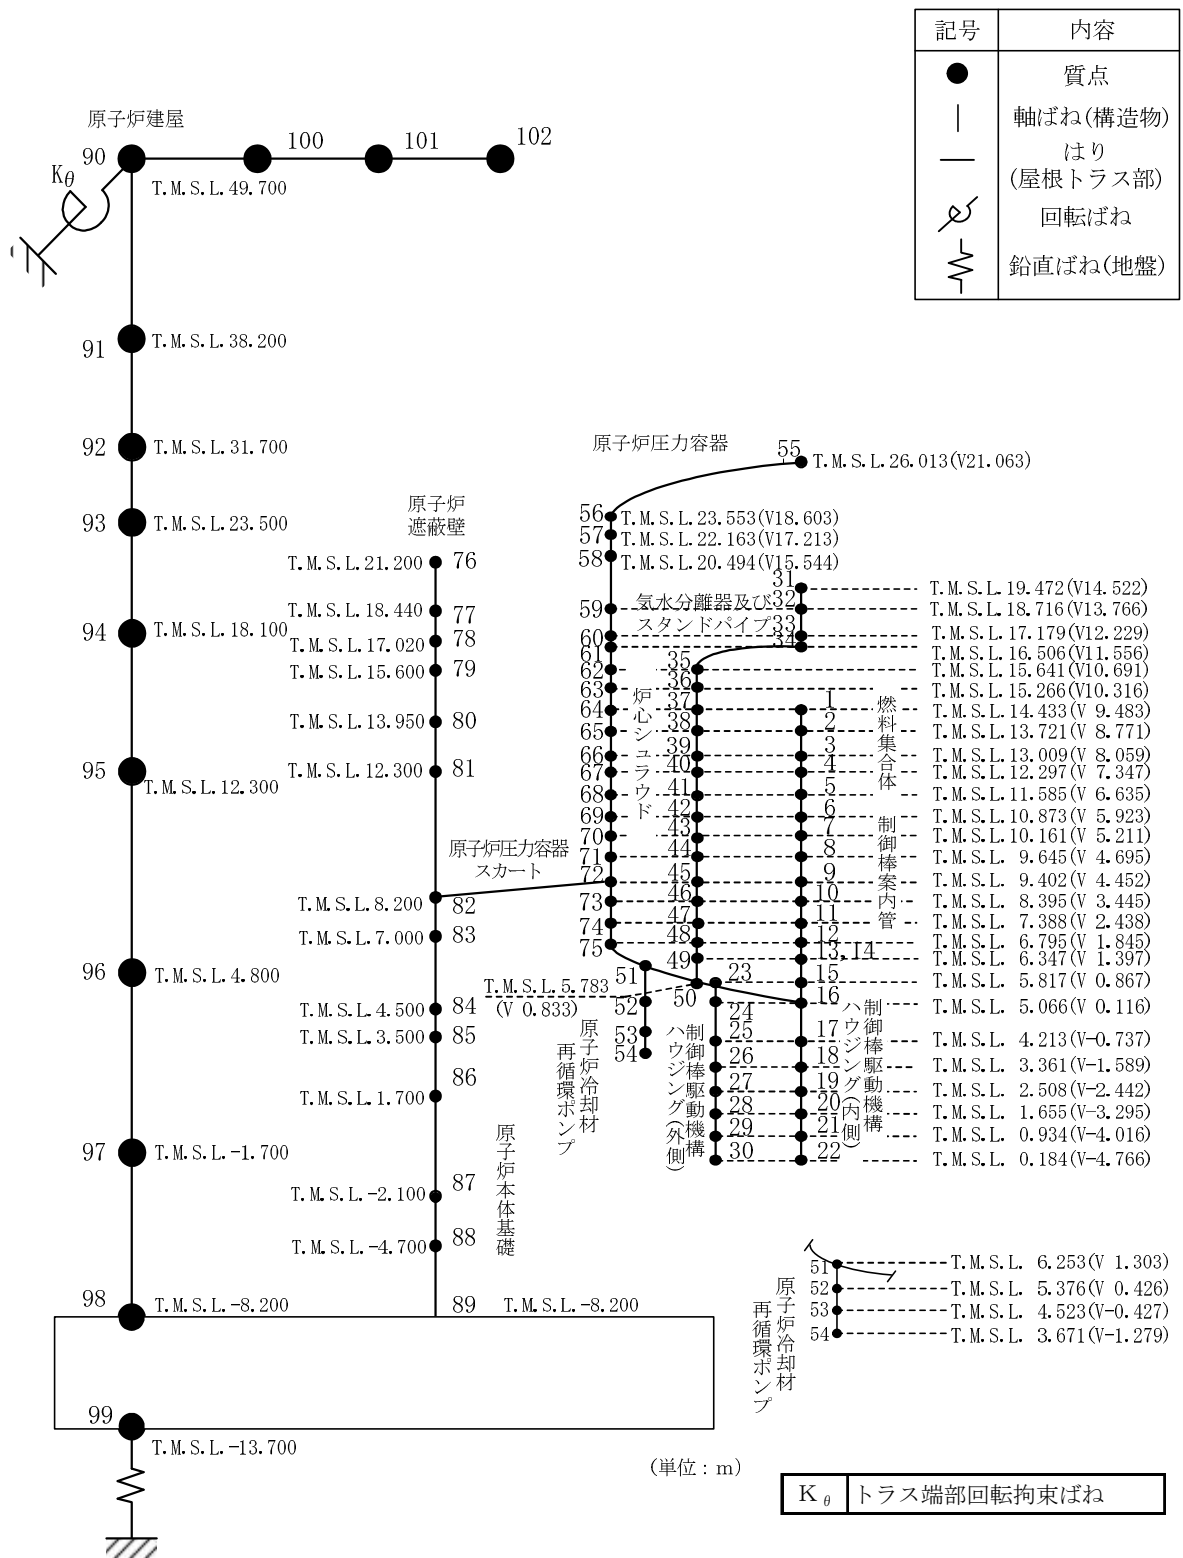 記号 内容
質点
軸ばね(構造物)
はり
(屋根トラス部)
回転ばね
鉛直ばね(地盤)
原子炉建屋
90
100
101
102
Kθ
T.M.S.L.49.700
91
T.M.S.L.38.200
92
T.M.S.L.31.700
93
T.M.S.L.23.500
94
T.M.S.L.18.100
95
T.M.S.L.12.300
96
T.M.S.L.4.800
97
T.M.S.L.-1.700
98
T.M.S.L.-8.200
99
T.M.S.L.-13.700
原子炉
遮蔽壁
T.M.S.L.21.200 76
T.M.S.L.18.440 77
T.M.S.L.17.020 78
T.M.S.L.15.600 79
T.M.S.L.13.950 80
T.M.S.L.12.300 81
原子炉圧力容器
スカート
T.M.S.L.8.200 82
T.M.S.L.7.000 83
T.M.S.L.4.500 84
T.M.S.L.3.500 85
T.M.S.L.1.700 86
T.M.S.L.-2.100 87
T.M.S.L.-4.700 88
89 T.M.S.L.-8.200
原子炉本体基礎
原子炉圧力容器
55
T.M.S.L.26.013(V21.063)
56 T.M.S.L.23.553(V18.603)
57 T.M.S.L.22.163(V17.213)
58 T.M.S.L.20.494(V15.544)
59
60
61
62
63
64
65
66
67
68
69
70
71
72
73
74
75
気水分離器及び
スタンドパイプ
31
32
33
34
炉心シュラウド
35
36
37
38
39
40
41
42
43
44
45
46
47
48
49
50
燃料集合体
制御棒案内管
1
2
3
4
5
6
7
8
9
10
11
12
13,14
15
16
17
18
19
20
21
22
制御棒駆動機構
ハウジング(内側)
23
24
25
26
27
28
29
30
制御棒駆動機構
ハウジング(外側)
51
52
53
54
原子炉冷却材
再循環ポンプ
T.M.S.L.5.783
(V 0.833)
T.M.S.L.19.472(V14.522)
T.M.S.L.18.716(V13.766)
T.M.S.L.17.179(V12.229)
T.M.S.L.16.506(V11.556)
T.M.S.L.15.641(V10.691)
T.M.S.L.15.266(V10.316)
T.M.S.L.14.433(V 9.483)
T.M.S.L.13.721(V 8.771)
T.M.S.L.13.009(V 8.059)
T.M.S.L.12.297(V 7.347)
T.M.S.L.11.585(V 6.635)
T.M.S.L.10.873(V 5.923)
T.M.S.L.10.161(V 5.211)
T.M.S.L. 9.645(V 4.695)
T.M.S.L. 9.402(V 4.452)
T.M.S.L. 8.395(V 3.445)
T.M.S.L. 7.388(V 2.438)
T.M.S.L. 6.795(V 1.845)
T.M.S.L. 6.347(V 1.397)
T.M.S.L. 5.817(V 0.867)
T.M.S.L. 5.066(V 0.116)
T.M.S.L. 4.213(V-0.737)
T.M.S.L. 3.361(V-1.589)
T.M.S.L. 2.508(V-2.442)
T.M.S.L. 1.655(V-3.295)
T.M.S.L. 0.934(V-4.016)
T.M.S.L. 0.184(V-4.766)
51 T.M.S.L. 6.253(V 1.303)
52 T.M.S.L. 5.376(V 0.426)
53 T.M.S.L. 4.523(V-0.427)
54 T.M.S.L. 3.671(V-1.279)
原子炉冷却材
再循環ポンプ
(単位：m)
Kθ トラス端部回転拘束ばね